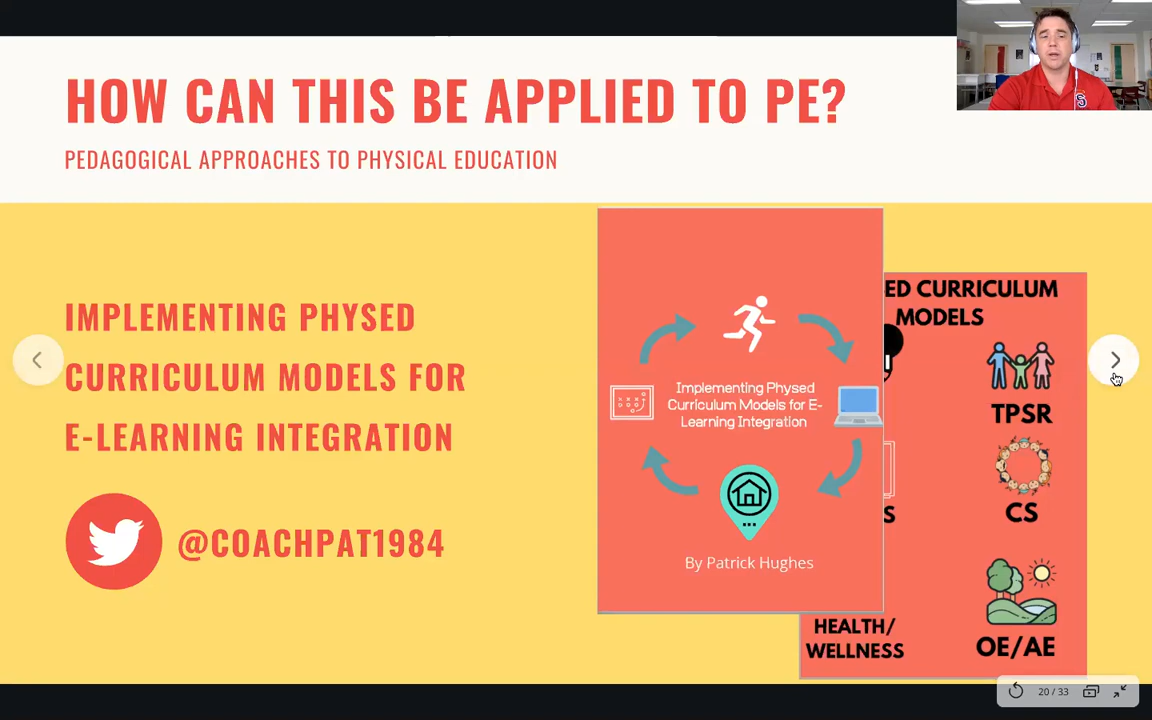 HOW CAN THIS BE APPLIED TO PE?
PEDAGOGICAL APPROACHES TO PHYSICAL EDUCATION
IMPLEMENTING PHYSED
CURRICULUM MODELS FOR
E-LEARNING INTEGRATION
@COACHPAT1984
Implementing Physed
Curriculum Models for E-
Learning Integration
By Patrick Hughes
ED CURRICULUM
MODELS
TPSR
S
CS
HEALTH/
WELLNESS
OE/AE
20 / 33